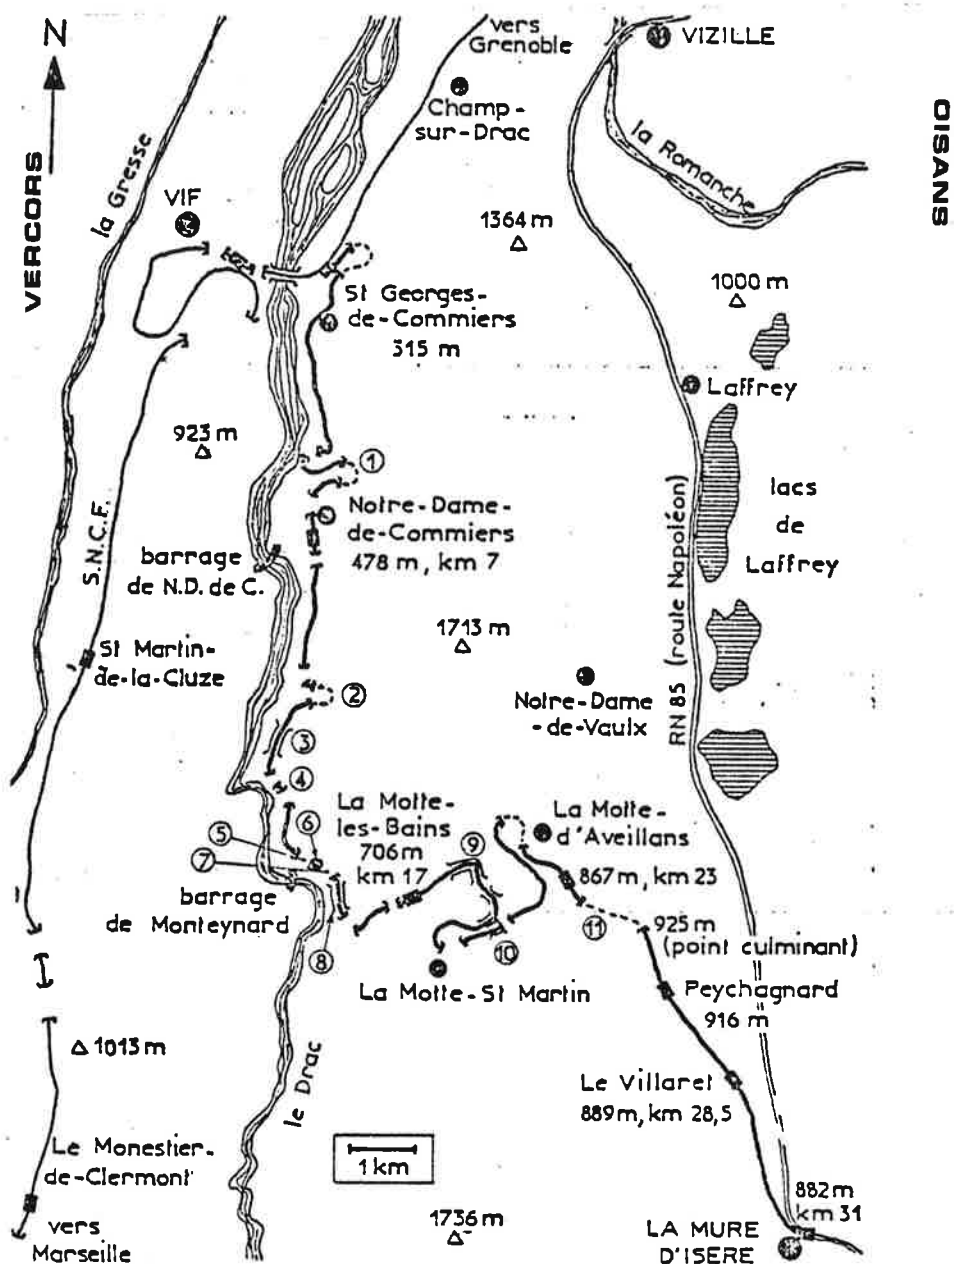 N
vers
Grenoble
VIZILLE
Champ-
sur-Drac
OISANS
la Romanche
la Gresse
VERCORS
VIF
1364 m
1000 m
St Georges-
de-Commiers
315 m
Laffrey
923 m
1
lacs
de
Laffrey
Notre-Dame-
de-Commiers
478 m, km 7
S.N.C.F.
barrage
de N.D. de C.
RN 85 (route Napoléon)
1713 m
St Martin-
de-la-Cluze
2
Notre-Dame
-de-Vaulx
3
4
La Motte-
les-Bains
706m
km 17
La Motte-
d'Aveillans
867m, km 23
5
6
7
9
barrage
de Monteynard
8
10
11
925 m
(point culminant)
La Motte-St Martin
Peychagnard
916 m
1013 m
le Drac
Le Villaret
889m, km 28,5
1 km
Le Monestier-
de-Clermont
882m
km 31
1736 m
LA MURE
D'ISERE
vers
Marseille